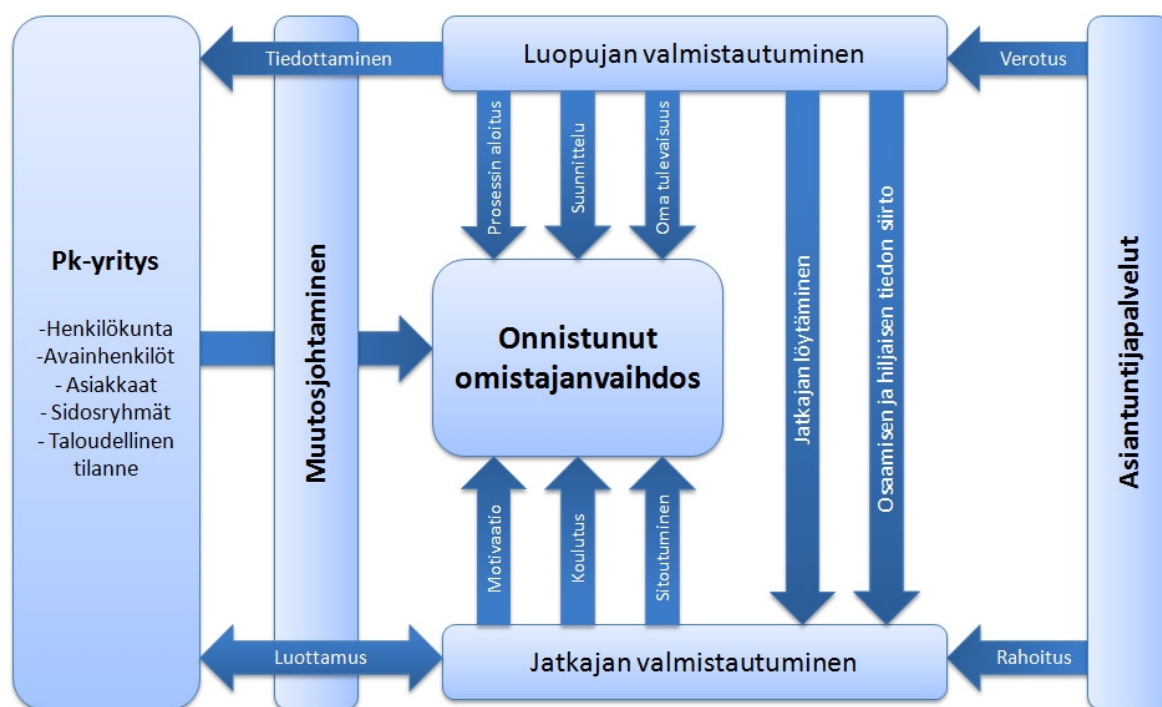 Pk-yritys
-Henkilökunta
-Avainhenkilöt
- Asiakkaat
- Sidosryhmät
- Taloudellinen
tilanne
Muutosjohtaminen
Tiedottaminen
Luopujan valmistautuminen
Verotus
Prosessin aloitus
Suunnittelu
Oma tulevaisuus
Onnistunut
omistajanvaihdos
Jatkajan löytäminen
Osaamisen ja hiljaisen tiedon siirto
Asiantuntijapalvelut
Motivaatio
Koulutus
Sitoutuminen
Luottamus
Jatkajan valmistautuminen
Rahoitus